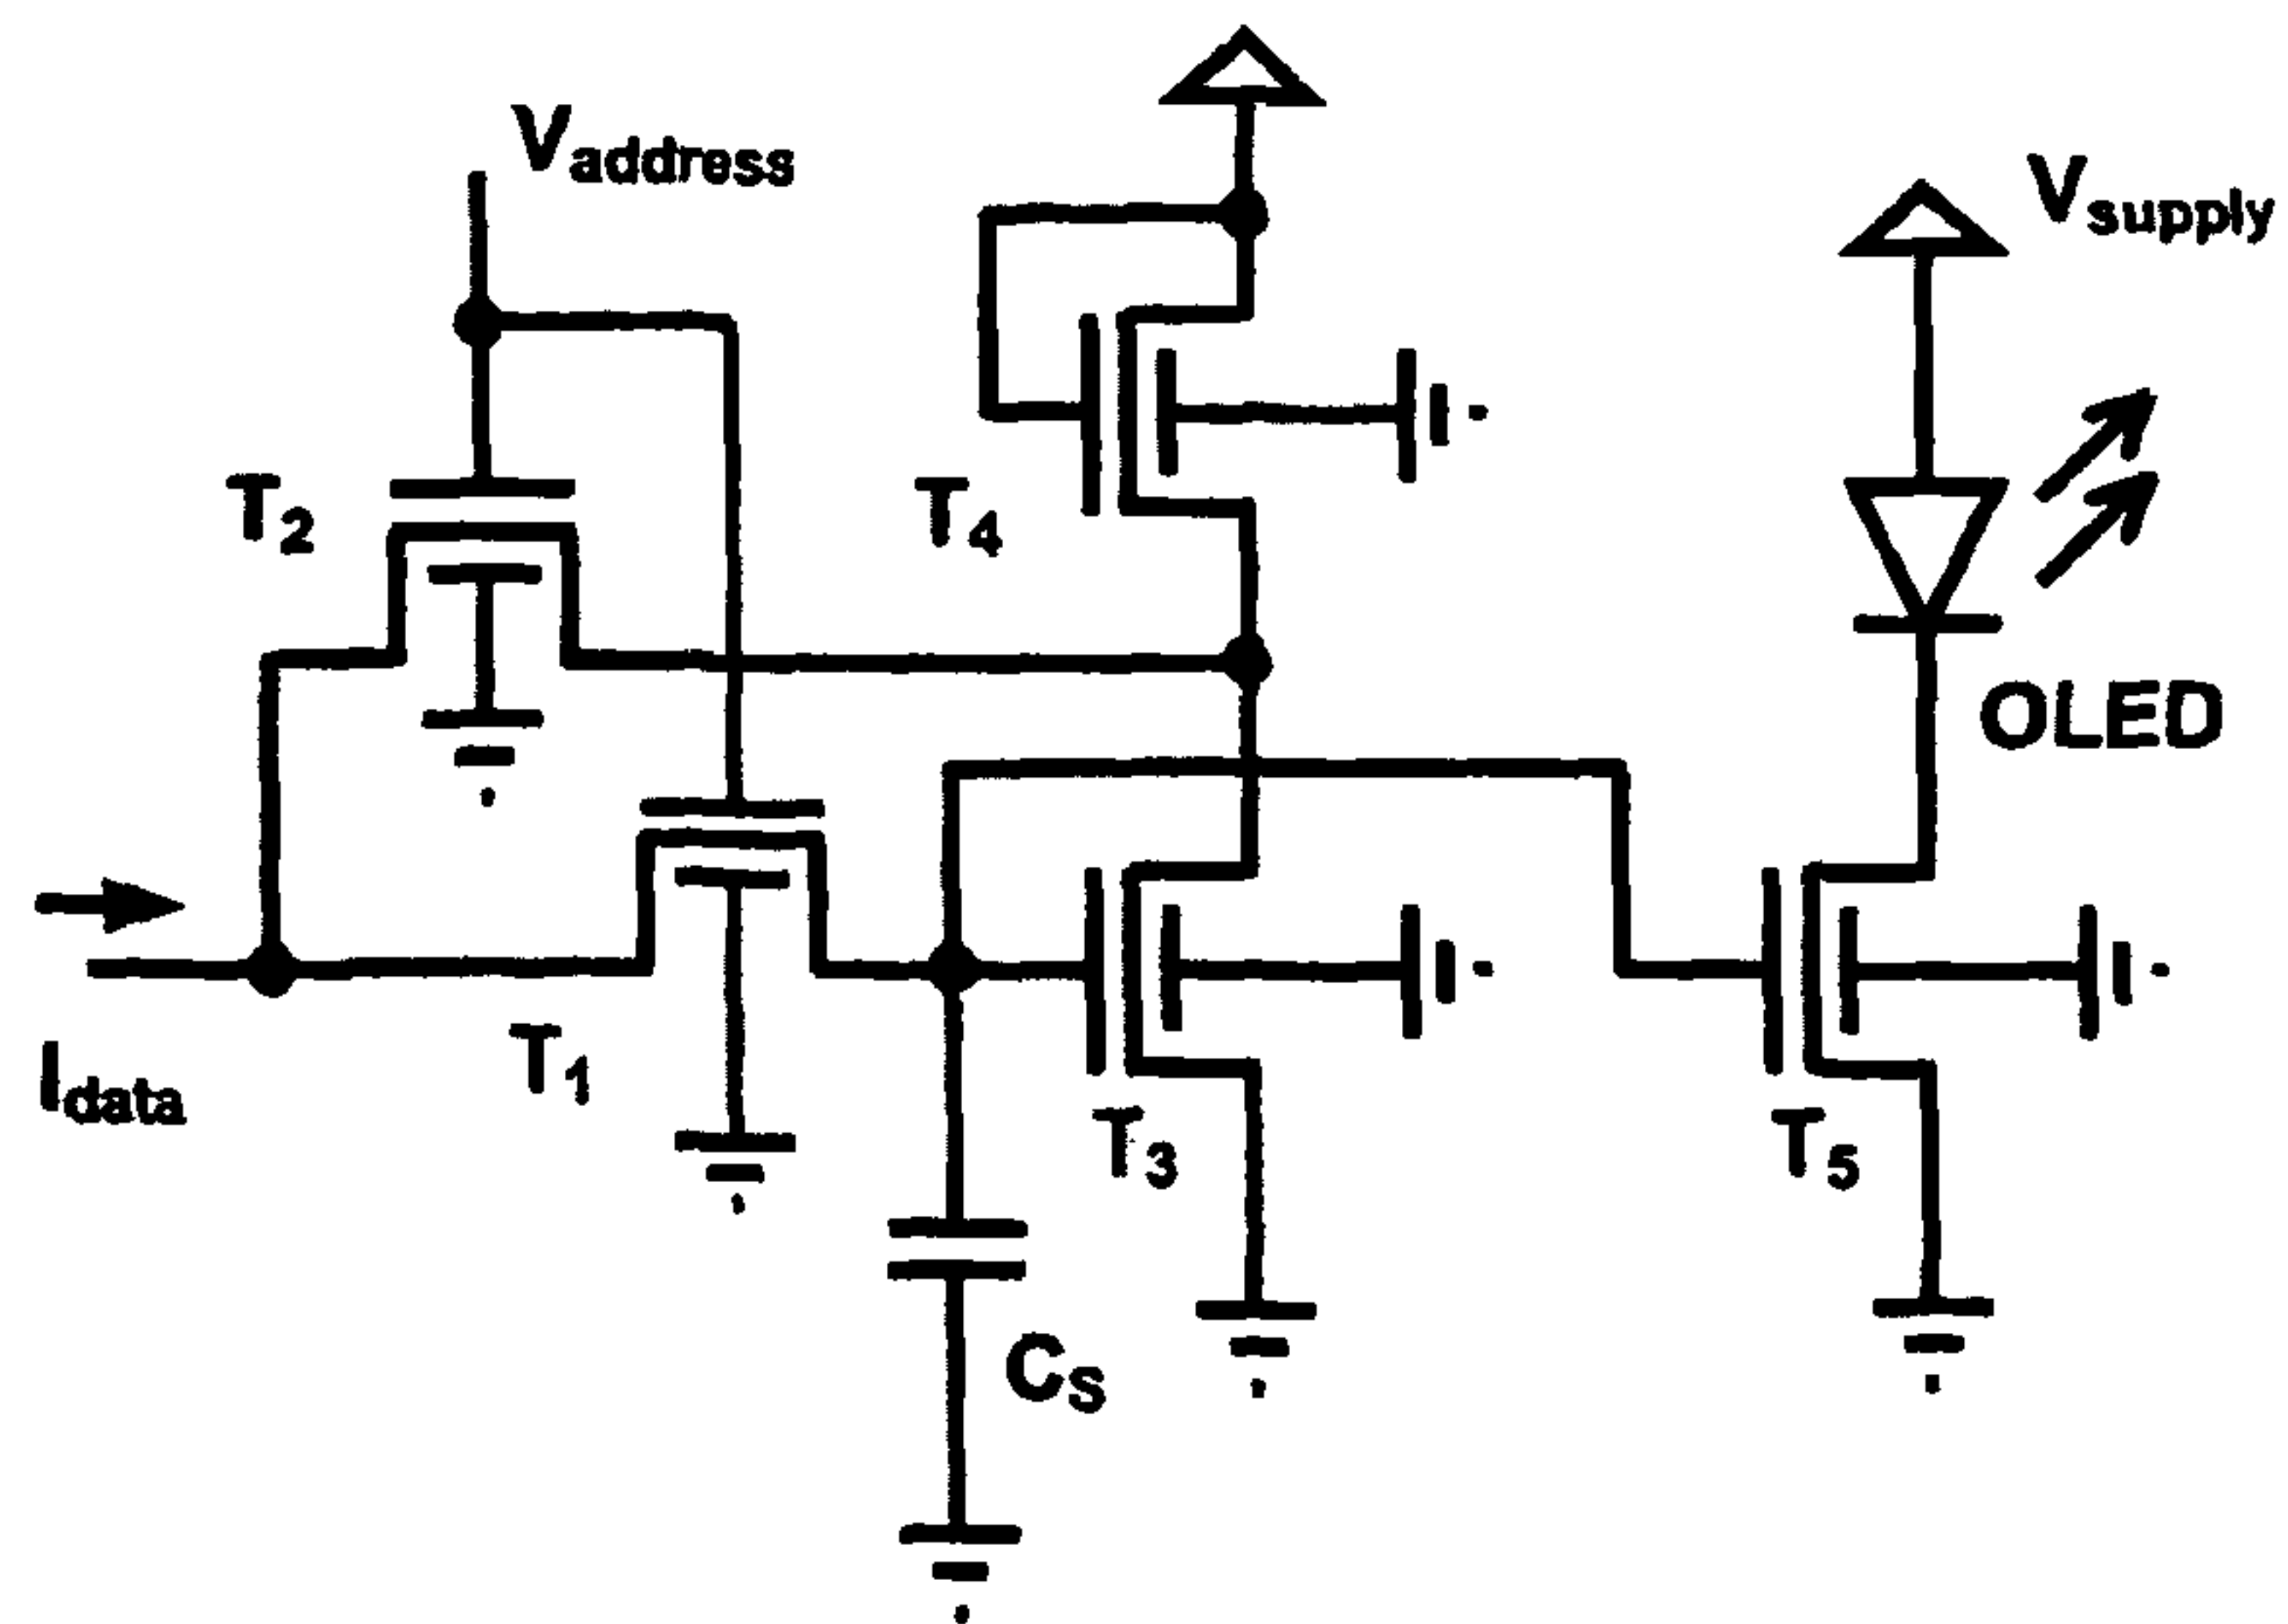 Vaddress
Vsupply
T2
T4
OLED
Idata
T1
T3
T5
CS